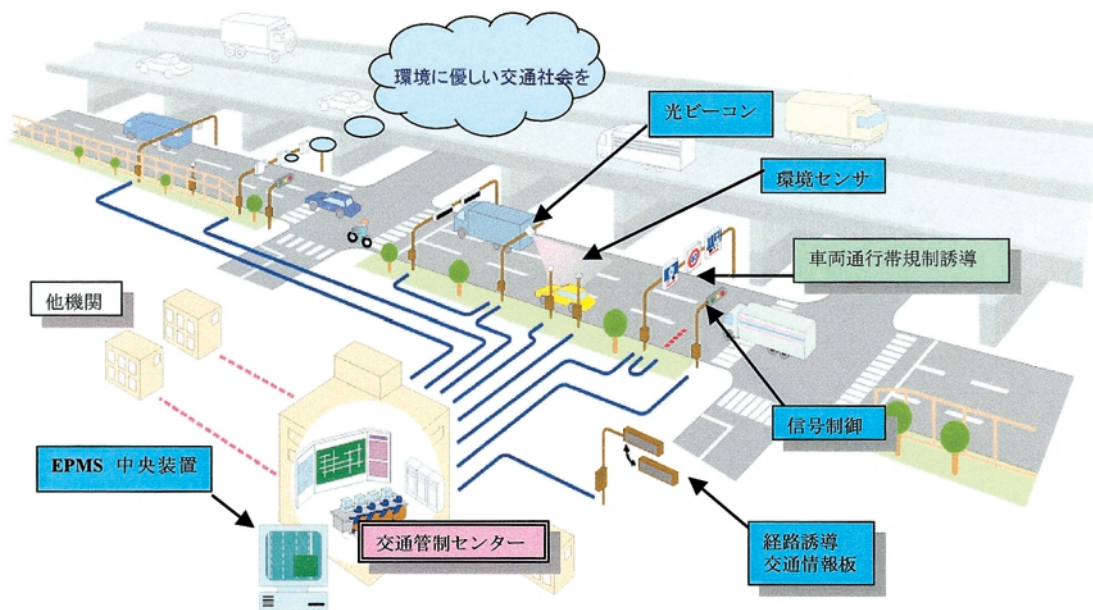 環境に優しい交通社会を
光ビーコン
環境センサ
車両通行帯規制誘導
他機関
信号制御
EPMS 中央装置
交通管制センター
経路誘導
交通情報板